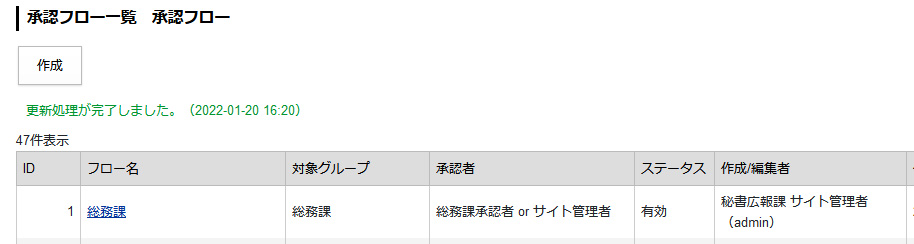 承認フロー一覧　承認フロー
作成
更新処理が完了しました。（2022-01-20 16:20）
47件表示
ID フロー名 対象グループ 承認者 ステータス 作成/編集者
1 総務課 総務課 総務課承認者 or サイト管理者 有効 秘書広報課 サイト管理者
（admin）